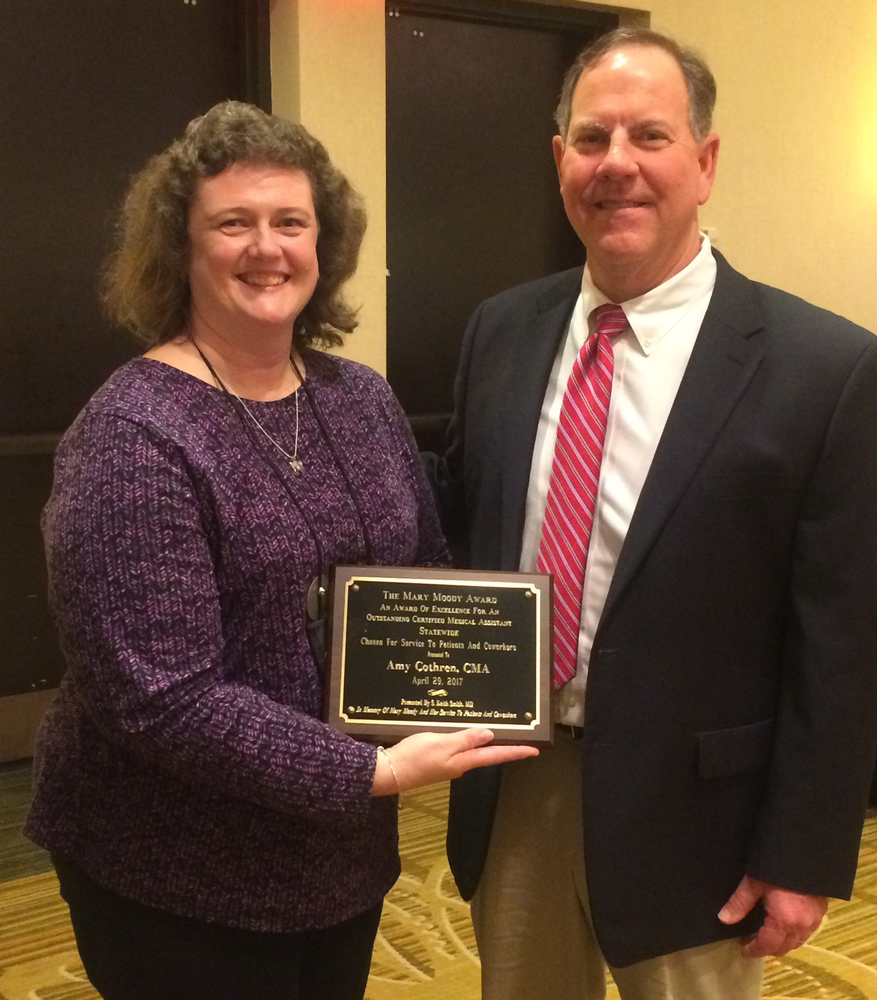 The Mary Moody Award
An Award Of Excellence For An
Outstanding Certified Medical Assistant
Statewide
Chosen For Service To Patients And Coworkers
Presented To
Amy Cothren, CMA
April 29, 2017
Presented By S. Keith Smith, MD
In Memory Of Mary Moody And Her Service To Patients And Coworkers